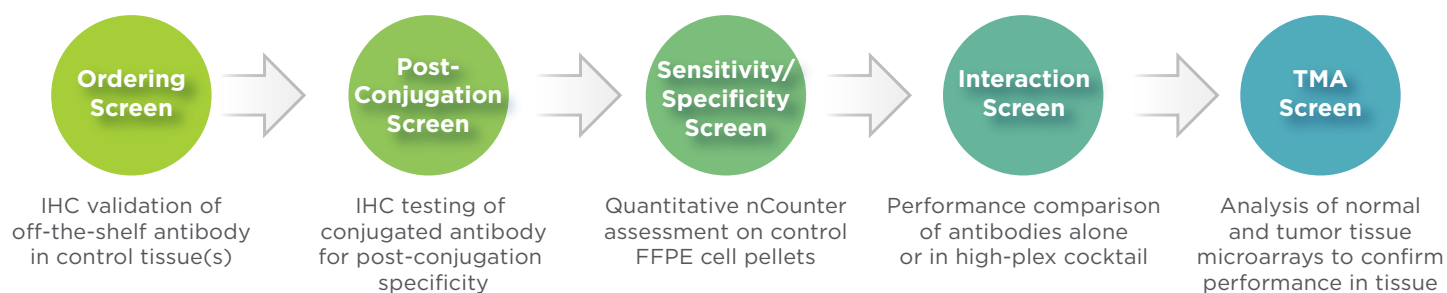 Ordering
Screen
Post-
Conjugation
Screen
Sensitivity/
Specificity
Screen
Interaction
Screen
TMA
Screen
IHC validation of
off-the-shelf antibody
in control tissue(s)
IHC testing of
conjugated antibody
for post-conjugation
specificity
Quantitative nCounter
assessment on control
FFPE cell pellets
Performance comparison
of antibodies alone
or in high-plex cocktail
Analysis of normal
and tumor tissue
microarrays to confirm
performance in tissue